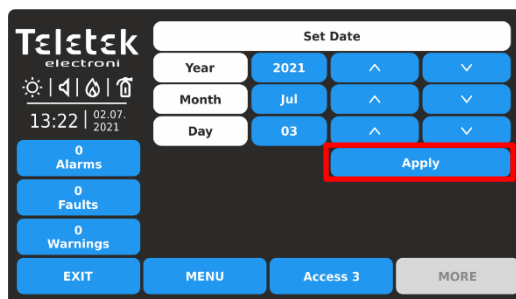 Teletek
electroni
13:22
02.07.
2021
0
Alarms
0
Faults
0
Warnings
Set Date
Year 2021
Month Jul
Day 03
Apply
EXIT MENU Access 3 MORE